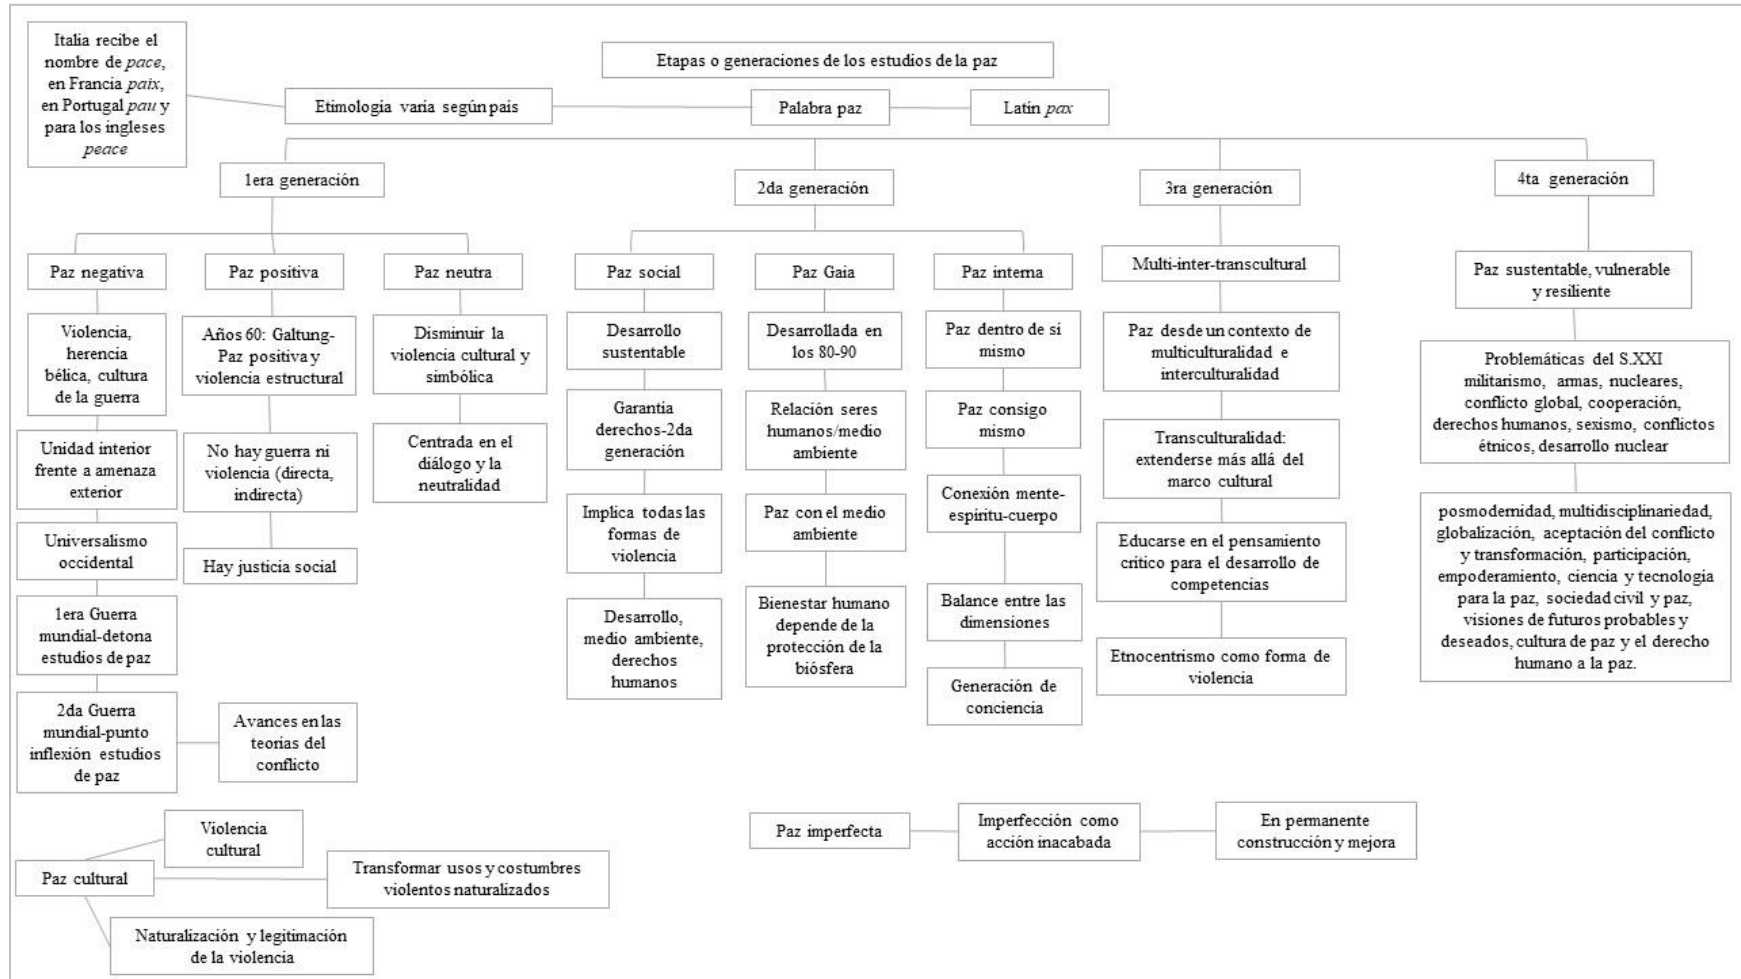 Italia recibe el
nombre de pace,
en Francia paix,
en Portugal pau y
para los ingleses
peace
Etapas o generaciones de los estudios de la paz
Etimología varía según país
Palabra paz
Latín pax
1era generación
2da generación
3ra generación
4ta generación
Paz negativa
Violencia,
herencia
bélica, cultura
de la guerra
Unidad interior
frente a amenaza
exterior
Universalismo
occidental
1era Guerra
mundial-detona
estudios de paz
2da Guerra
mundial-punto
inflexión estudios
de paz
Avances en las
teorías del
conflicto
Paz positiva
Años 60: Galtung-
Paz positiva y
violencia estructural
No hay guerra ni
violencia (directa,
indirecta)
Hay justicia social
Paz neutra
Disminuir la
violencia cultural y
simbólica
Centrada en el
diálogo y la
neutralidad
Paz social
Desarrollo
sustentable
Garantía
derechos-2da
generación
Implica todas las
formas de
violencia
Desarrollo,
medio ambiente,
derechos
humanos
Paz Gaia
Desarrollada en
los 80-90
Relación seres
humanos/medio
ambiente
Paz con el medio
ambiente
Bienestar humano
depende de la
protección de la
biósfera
Paz interna
Paz dentro de sí
mismo
Paz consigo
mismo
Conexión mente-
espíritu-cuerpo
Balance entre las
dimensiones
Generación de
conciencia
Multi-inter-transcultural
Paz desde un contexto de
multiculturalidad e
interculturalidad
Transculturalidad:
extenderse más allá del
marco cultural
Educarse en el pensamiento
crítico para el desarrollo de
competencias
Etnocentrismo como forma de
violencia
Paz sustentable, vulnerable
y resiliente
Problemáticas del S.XXI
militarismo, armas, nucleares,
conflicto global, cooperación,
derechos humanos, sexismo, conflictos
étnicos, desarrollo nuclear
posmodernidad, multidisciplinariedad,
globalización, aceptación del conflicto
y transformación, participación,
empoderamiento, ciencia y tecnología
para la paz, sociedad civil y paz,
visiones de futuros probables y
deseados, cultura de paz y el derecho
humano a la paz.
Paz cultural
Violencia
cultural
Transformar usos y costumbres
violentos naturalizados
Naturalización y legitimación
de la violencia
Paz imperfecta
Imperfección como
acción inacabada
En permanente
construcción y mejora